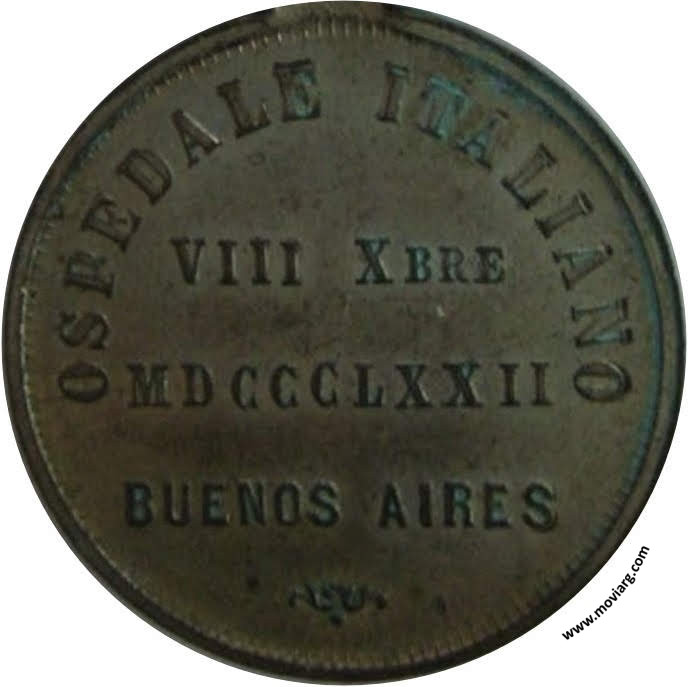 OSPEDALE ITALIANO
VIII XBRE
MDCCCLXXII
BUENOS AIRES
www.moviarg.com